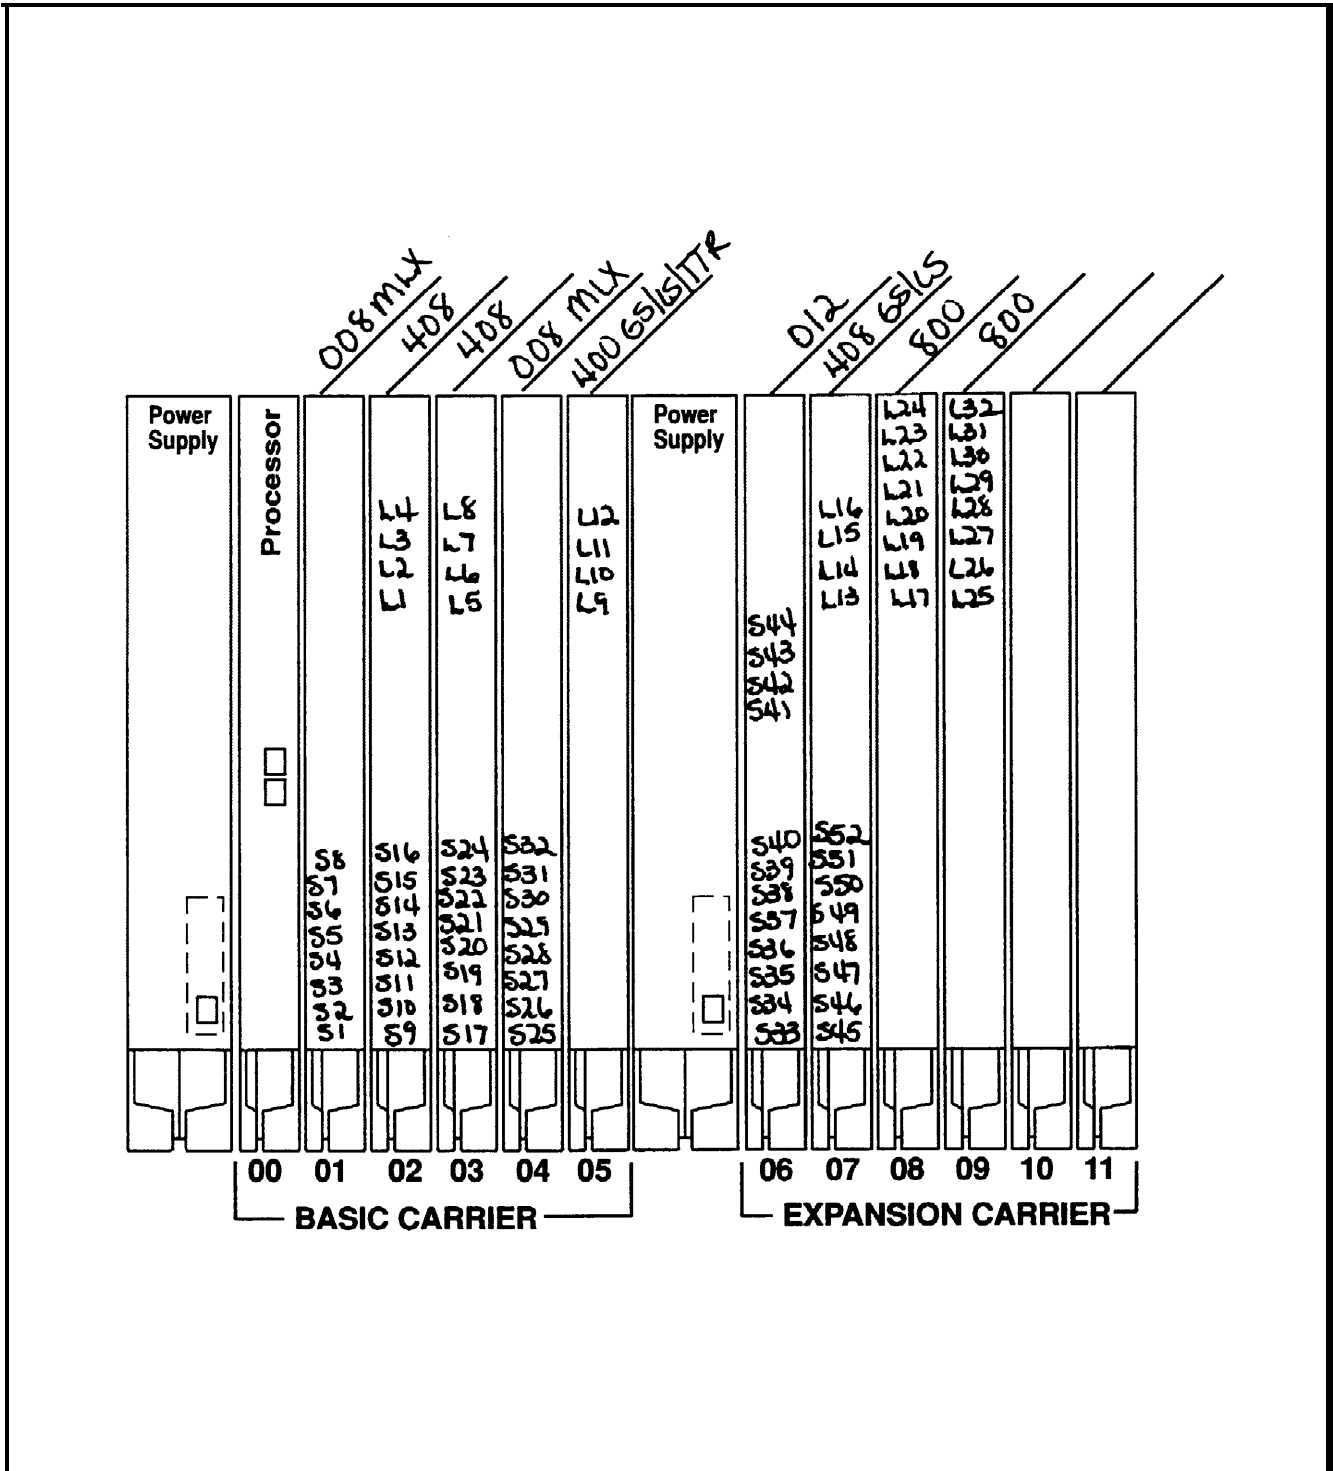 008 MLX
408
408
008 MLX
400 GS/LS/TTR
012
408 GS/LS
800
800
Power
Supply
Processor
S8
S7
S6
S5
S4
S3
S2
S1
L4
L3
L2
L1
S16
S15
S14
S13
S12
S11
S10
S9
L8
L7
L6
L5
S24
S23
S22
S21
S20
S19
S18
S17
S32
S31
S30
S29
S28
S27
S26
S25
L12
L11
L10
L9
Power
Supply
S44
S43
S42
S41
S40
S39
S38
S37
S36
S35
S34
S33
L16
L15
L14
L13
S52
S51
S50
S49
S48
S47
S46
S45
L24
L23
L22
L21
L20
L19
L18
L17
L32
L31
L30
L29
L28
L27
L26
L25
00 01 02 03 04 05 06 07 08 09 10 11
BASIC CARRIER
EXPANSION CARRIER